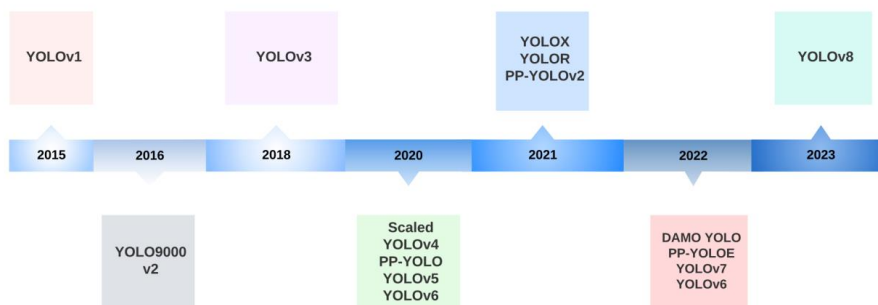 YOLOv1
YOLOv3
YOLOX
YOLOR
PP-YOLOv2
YOLOv8
2015
2016
2018
2020
2021
2022
2023
YOLO9000
v2
Scaled
YOLOv4
PP-YOLO
YOLOv5
YOLOv6
DAMO YOLO
PP-YOLOE
YOLOv7
YOLOv6